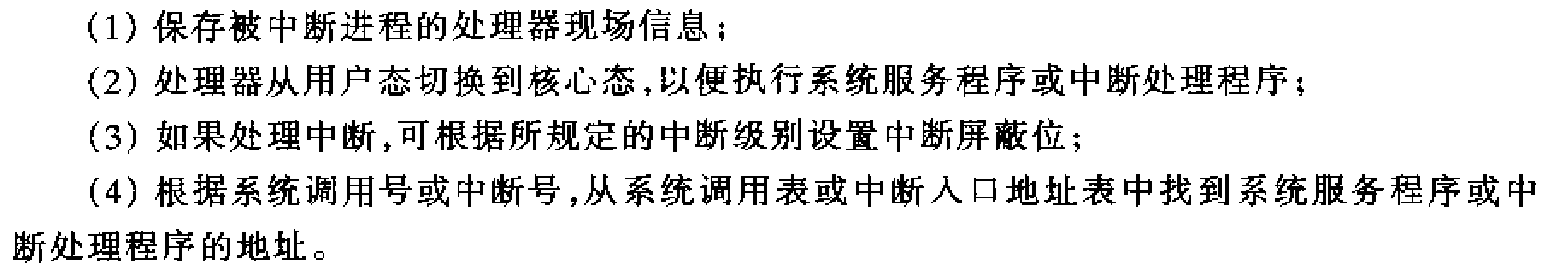 (1) 保存被中断进程的处理器现场信息;
(2) 处理器从用户态切换到核心态,以便执行系统服务程序或中断处理程序;
(3) 如果处理中断,可根据所规定的中断级别设置中断屏蔽位;
(4) 根据系统调用号或中断号,从系统调用表或中断入口地址表中找到系统服务程序或中
断处理程序的地址。